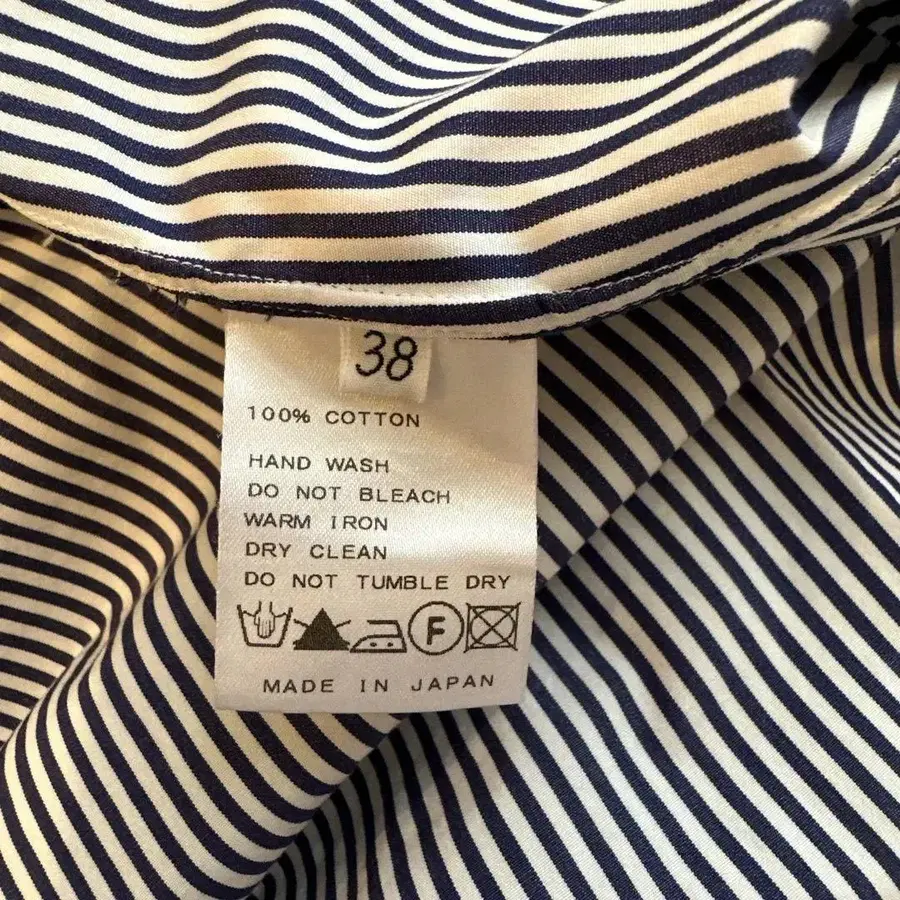 38
100% COTTON
HAND WASH
DO NOT BLEACH
WARM IRON
DRY CLEAN
DO NOT TUMBLE DRY
F
MADE IN JAPAN